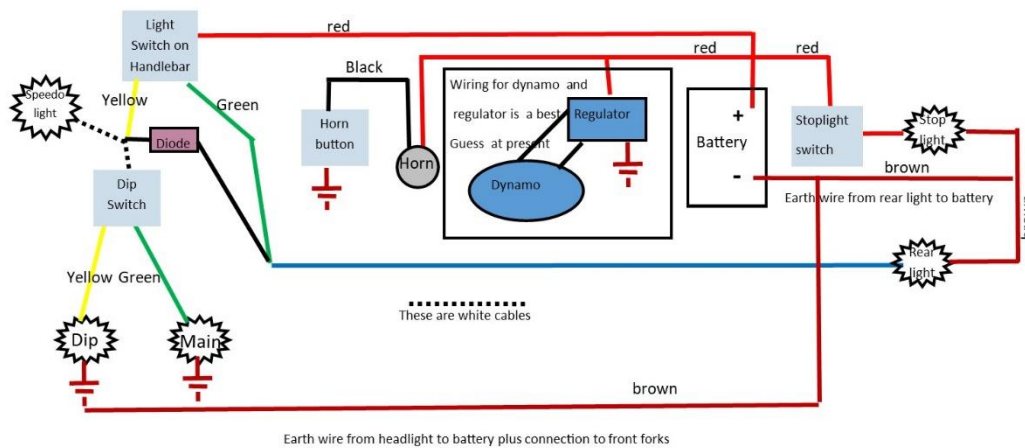 Light
Switch on
Handlebar
red
red
red
Black
Speedo
light
Yellow
Green
Wiring for dynamo and
regulator is a best
Guess at present
Regulator
Horn
button
Horn
Diode
Dynamo
+
Battery
-
Stoplight
switch
Stop
light
brown
Earth wire from rear light to battery
brown
Dip
Switch
Yellow Green
Rear
light
These are white cables
Dip
Main
brown
Earth wire from headlight to battery plus connection to front forks